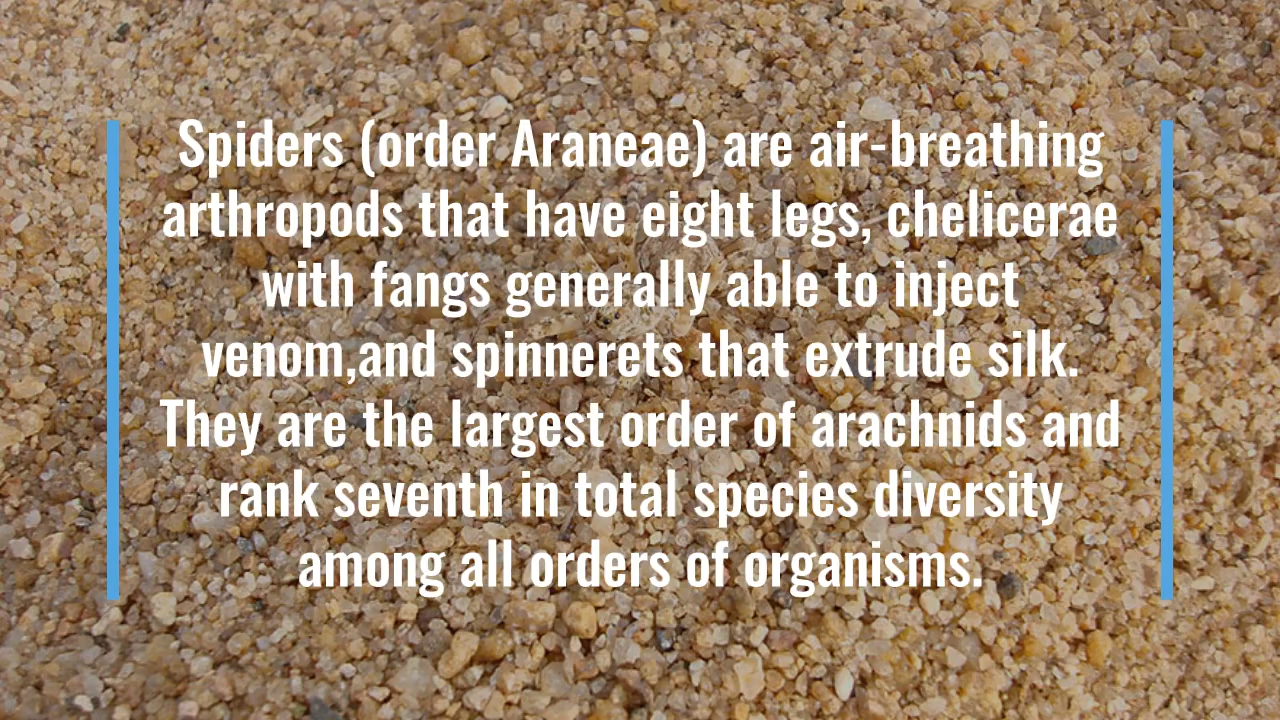 Spiders (order Araneae) are air-breathing
arthropods that have eight legs, chelicerae
with fangs generally able to inject
venom,and spinnerets that extrude silk.
They are the largest order of arachnids and
rank seventh in total species diversity
among all orders of organisms.